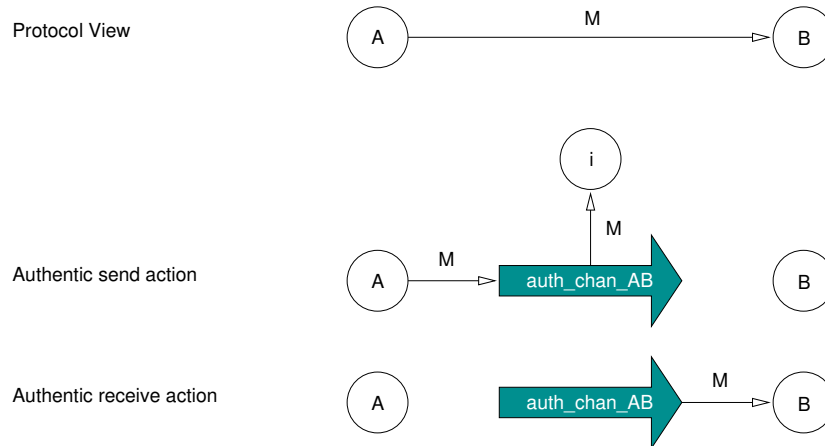 Protocol View
A
M
B
i
M
Authentic send action
A
M
auth_chan_AB
B
Authentic receive action
A
auth_chan_AB
M
B